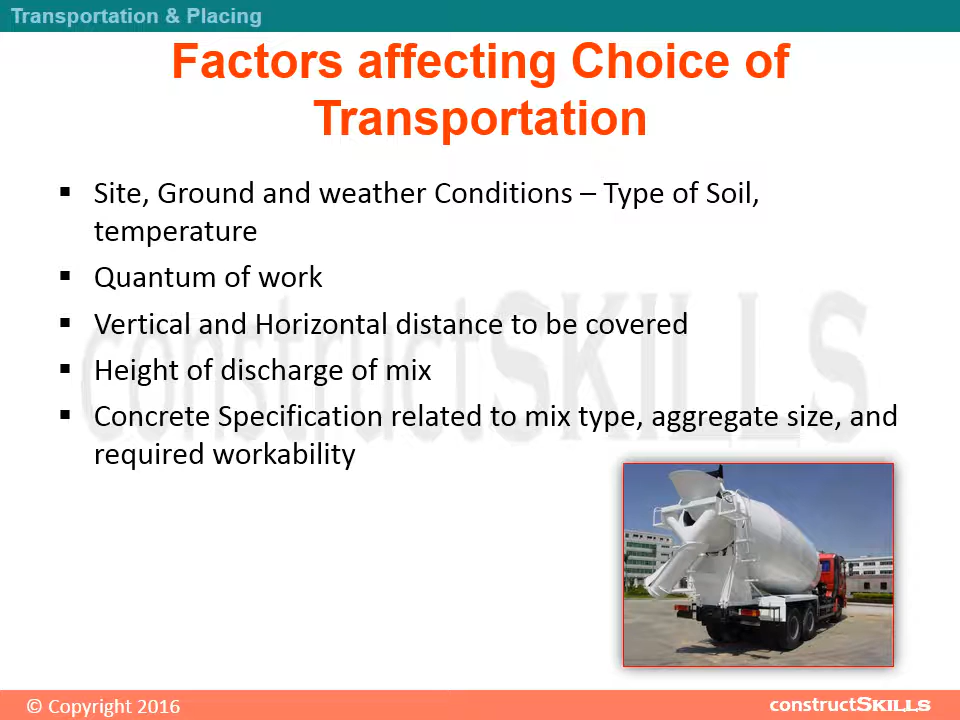 Transportation & Placing
Factors affecting Choice of
Transportation
▪ Site, Ground and weather Conditions – Type of Soil,
temperature
▪ Quantum of work
▪ Vertical and Horizontal distance to be covered
▪ Height of discharge of mix
▪ Concrete Specification related to mix type, aggregate size, and
required workability
constructSKILLS
© Copyright 2016
constructSKILLS